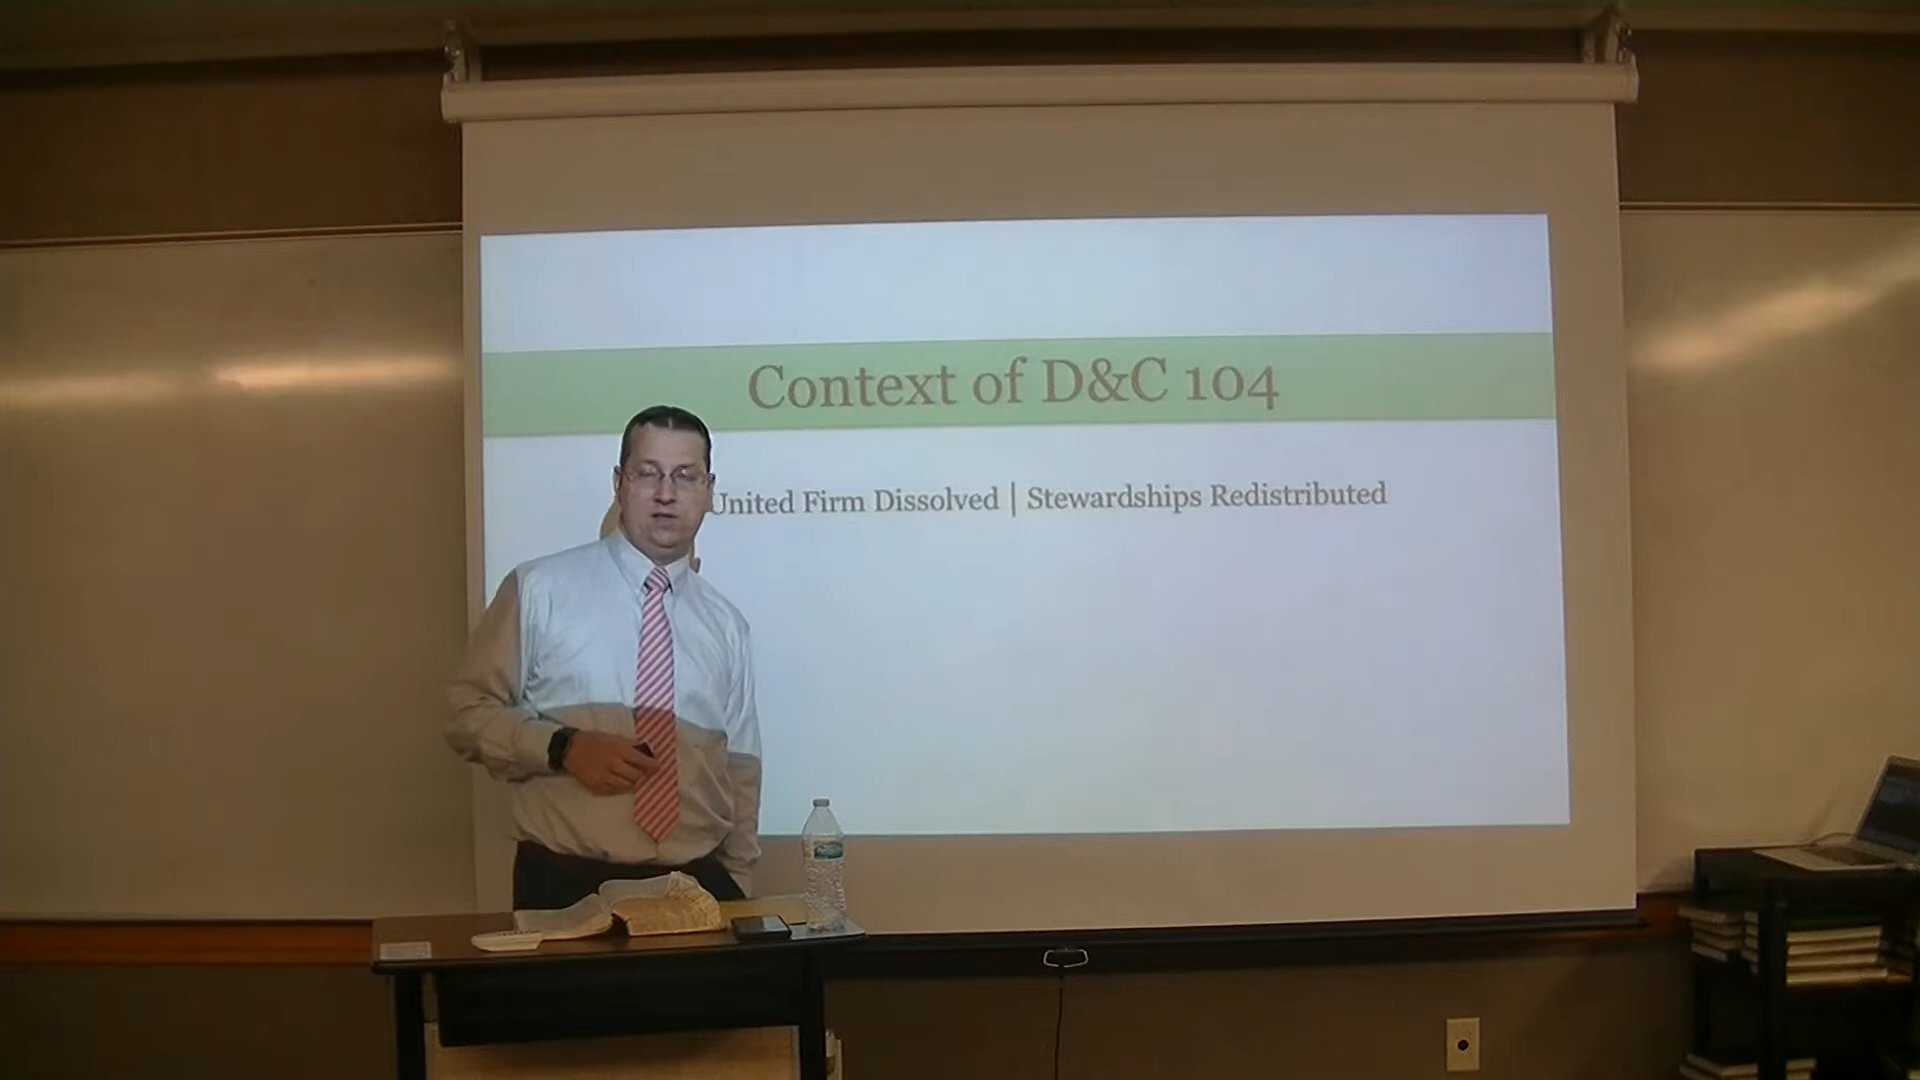 Context of D&C 104
United Firm Dissolved | Stewardships Redistributed